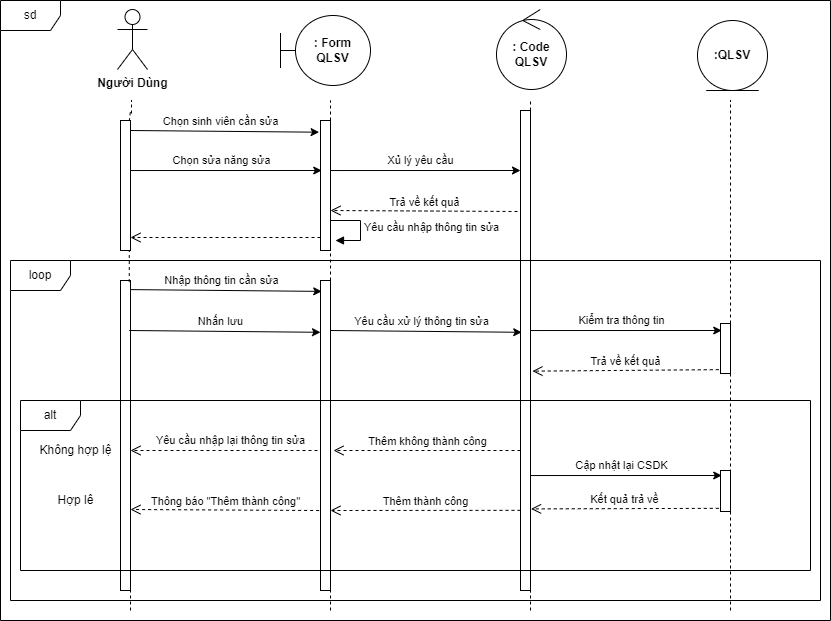 sd
Người Dùng
: Form
QLSV
: Code
QLSV
:QLSV
Chọn sinh viên cần sửa
Chọn sửa năng sửa
Xủ lý yêu cầu
Trả về kết quả
Yêu cầu nhập thông tin sửa
loop
Nhập thông tin cần sửa
Nhấn lưu
Yêu cầu xử lý thông tin sửa
Kiểm tra thông tin
Trả về kết quả
alt
Không hợp lệ
Yêu cầu nhập lại thông tin sửa
Thêm không thành công
Cập nhật lại CSDK
Hợp lê
Thông báo "Thêm thành công"
Thêm thành công
Kết quả trả về